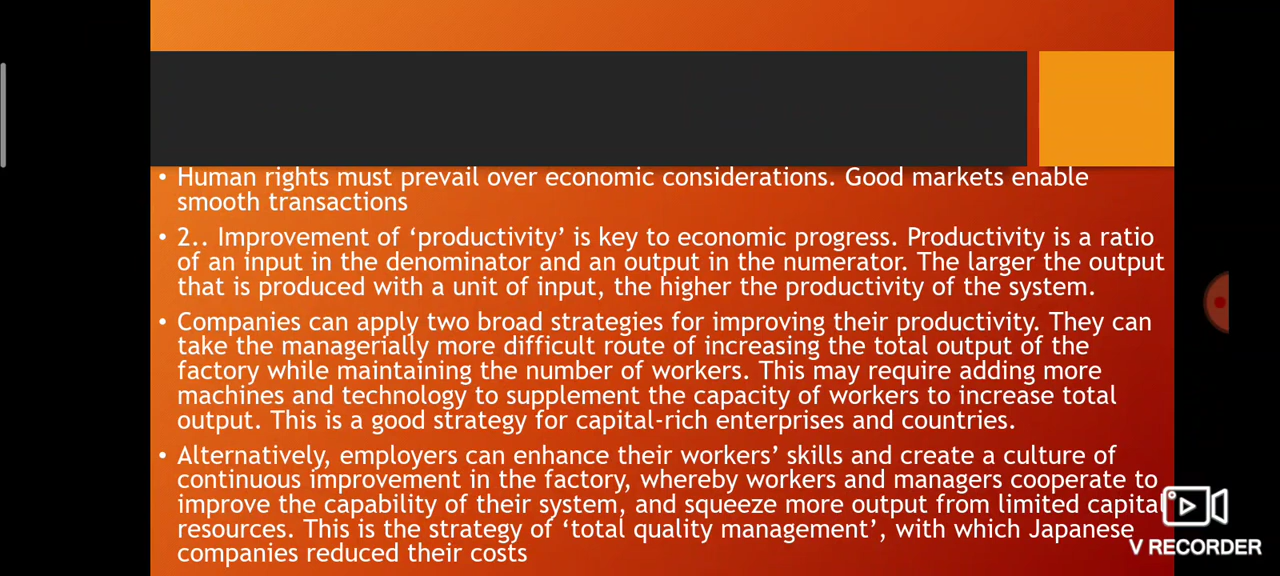 • Human rights must prevail over economic considerations. Good markets enable
smooth transactions
• 2.. Improvement of ‘productivity’ is key to economic progress. Productivity is a ratio
of an input in the denominator and an output in the numerator. The larger the output
that is produced with a unit of input, the higher the productivity of the system.
• Companies can apply two broad strategies for improving their productivity. They can
take the managerially more difficult route of increasing the total output of the
factory while maintaining the number of workers. This may require adding more
machines and technology to supplement the capacity of workers to increase total
output. This is a good strategy for capital-rich enterprises and countries.
• Alternatively, employers can enhance their workers’ skills and create a culture of
continuous improvement in the factory, whereby workers and managers cooperate to
improve the capability of their system, and squeeze more output from limited capital
resources. This is the strategy of ‘total quality management’, with which Japanese
companies reduced their costs
V RECORDER